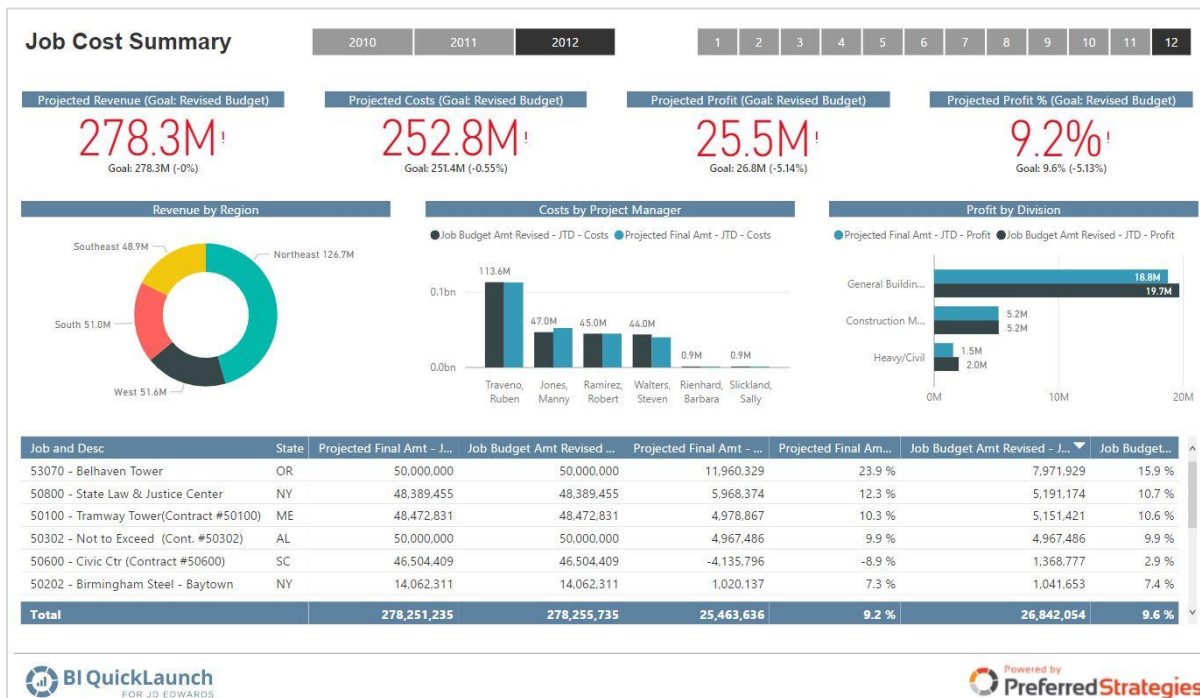 Job Cost Summary
2010 2011 2012
1 2 3 4 5 6 7 8 9 10 11 12
Projected Revenue (Goal: Revised Budget)
278.3M!
Goal: 278.3M (-0%)
Projected Costs (Goal: Revised Budget)
252.8M!
Goal: 251.4M (-0.55%)
Projected Profit (Goal: Revised Budget)
25.5M!
Goal: 26.8M (-5.14%)
Projected Profit % (Goal: Revised Budget)
9.2%!
Goal: 9.6% (-5.13%)
Revenue by Region
Southeast 48.9M
Northeast 126.7M
South 51.0M
West 51.6M
Costs by Project Manager
Job Budget Amt Revised - JTD - Costs Projected Final Amt - JTD - Costs
113.6M
0.1bn
47.0M 45.0M 44.0M
0.9M 0.9M
0.0bn
Traveno, Jones, Ramirez, Walters, Rienhard, Slickland,
Ruben Manny Robert Steven Barbara Sally
Profit by Division
Projected Final Amt - JTD - Profit Job Budget Amt Revised - JTD - Profit
General Buildin... 18.8M
19.7M
Construction M... 5.2M
5.2M
Heavy/Civil 1.5M
2.0M
0M 10M 20M
Job and Desc State Projected Final Amt - J... Job Budget Amt Revised ... Projected Final Amt - ... Projected Final Am... Job Budget Amt Revised - J... Job Budget...
53070 - Belhaven Tower OR 50,000,000 50,000,000 11,960,329 23.9 % 7,971,929 15.9 %
50800 - State Law & Justice Center NY 48,389,455 48,389,455 5,968,374 12.3 % 5,191,174 10.7 %
50100 - Tramway Tower(Contract #50100) ME 48,472,831 48,472,831 4,978,867 10.3 % 5,151,421 10.6 %
50302 - Not to Exceed (Cont. #50302) AL 50,000,000 50,000,000 4,967,486 9.9 % 4,967,486 9.9 %
50600 - Civic Ctr (Contract #50600) SC 46,504,409 46,504,409 -4,135,796 -8.9 % 1,368,777 2.9 %
50202 - Birmingham Steel - Baytown NY 14,062,311 14,062,311 1,020,137 7.3 % 1,041,653 7.4 %
Total 278,251,235 278,255,735 25,463,636 9.2 % 26,842,054 9.6 %
BI QuickLaunch
FOR JD EDWARDS
Powered by
Preferred Strategies